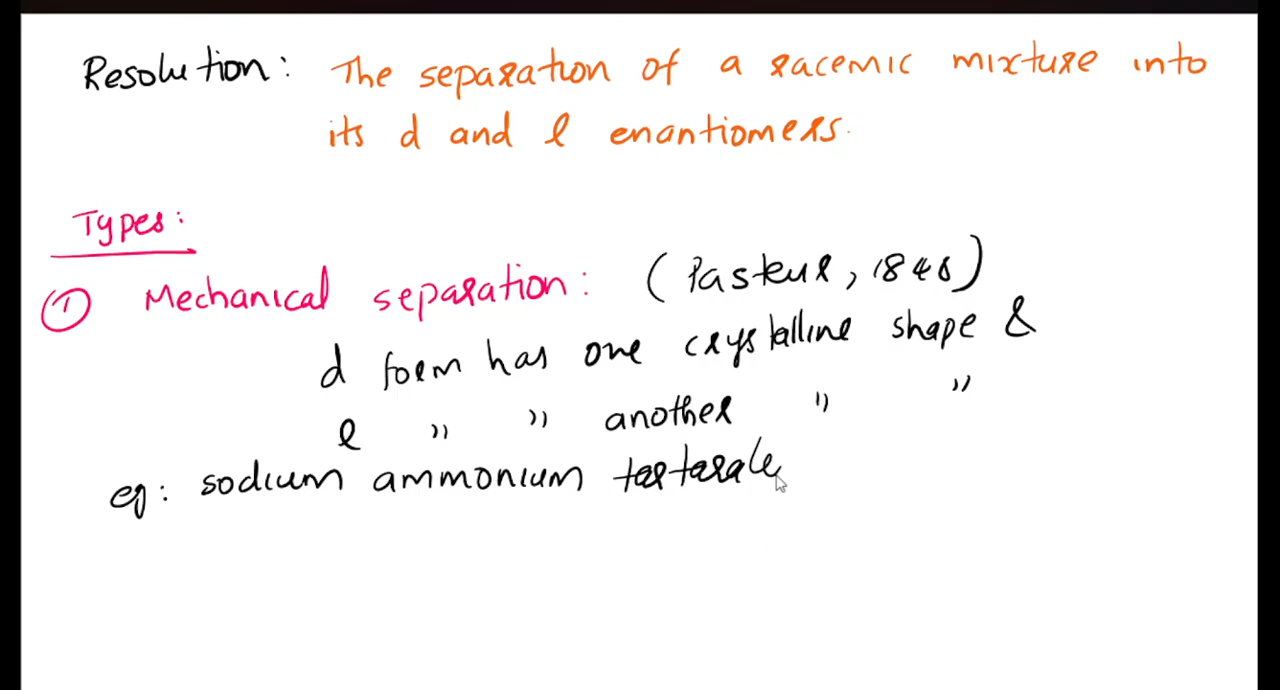 Resolution: The separation of a racemic mixture into
its d and l enantiomers.
Types:
① Mechanical separation: (Pasteur, 1848)
d form has one crystalline shape &
l " " another " "
eg: sodium ammonium tartarate